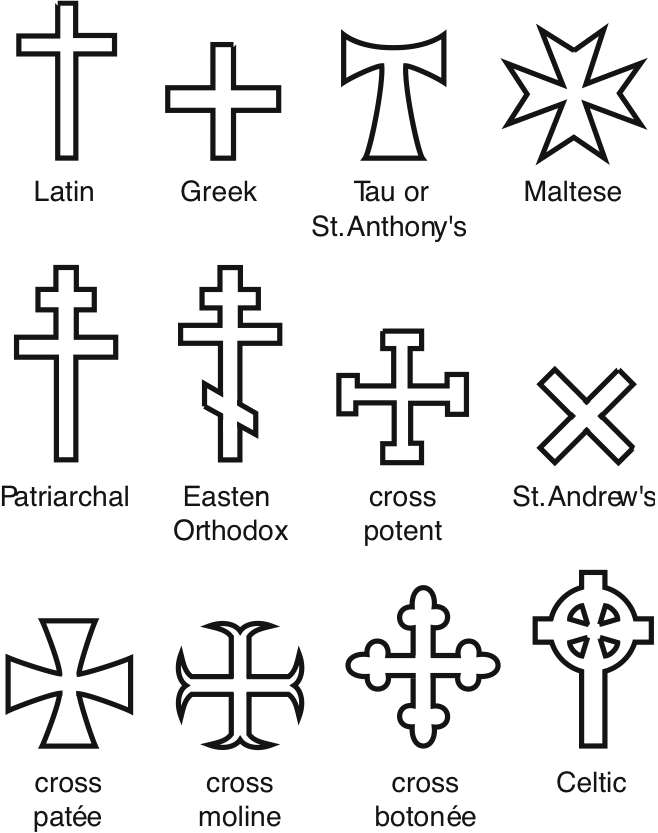 Latin
Greek
Tau or
St.Anthony's
Maltese
Patriarchal
Easten
Orthodox
cross
potent
St.Andrew's
cross
patée
cross
moline
cross
botonée
Celtic